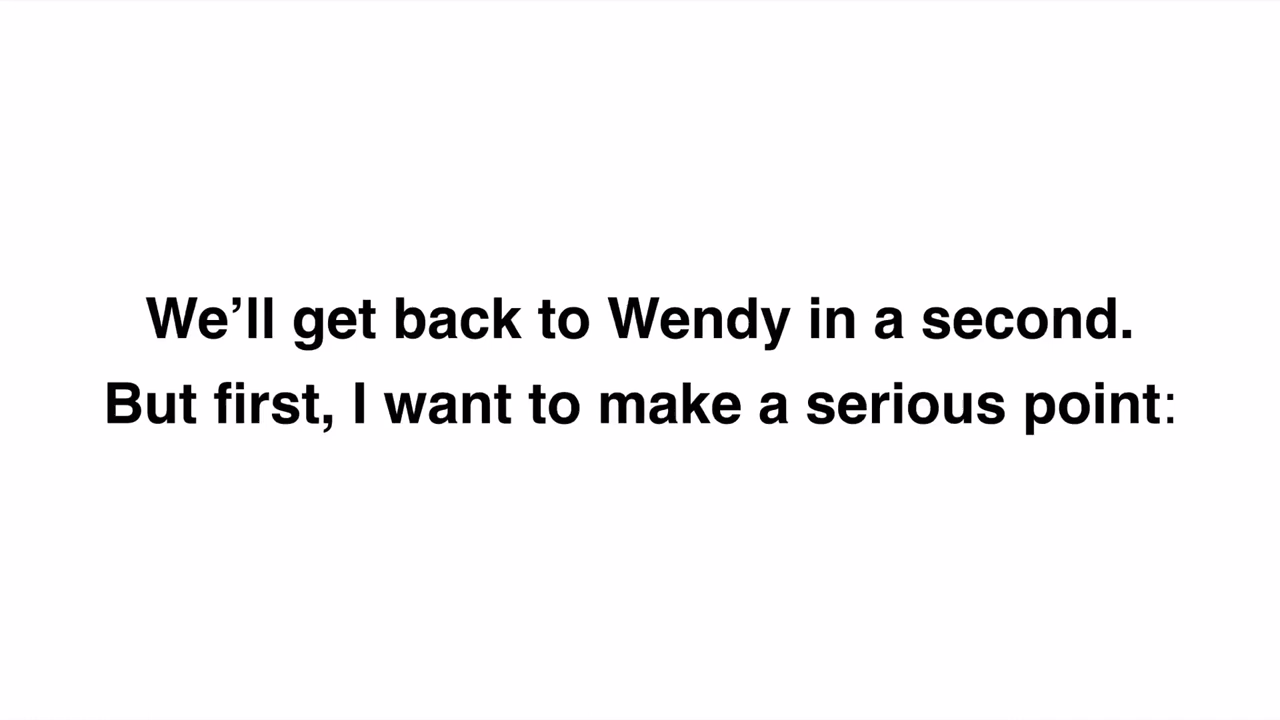 We’ll get back to Wendy in a second.
But first, I want to make a serious point: